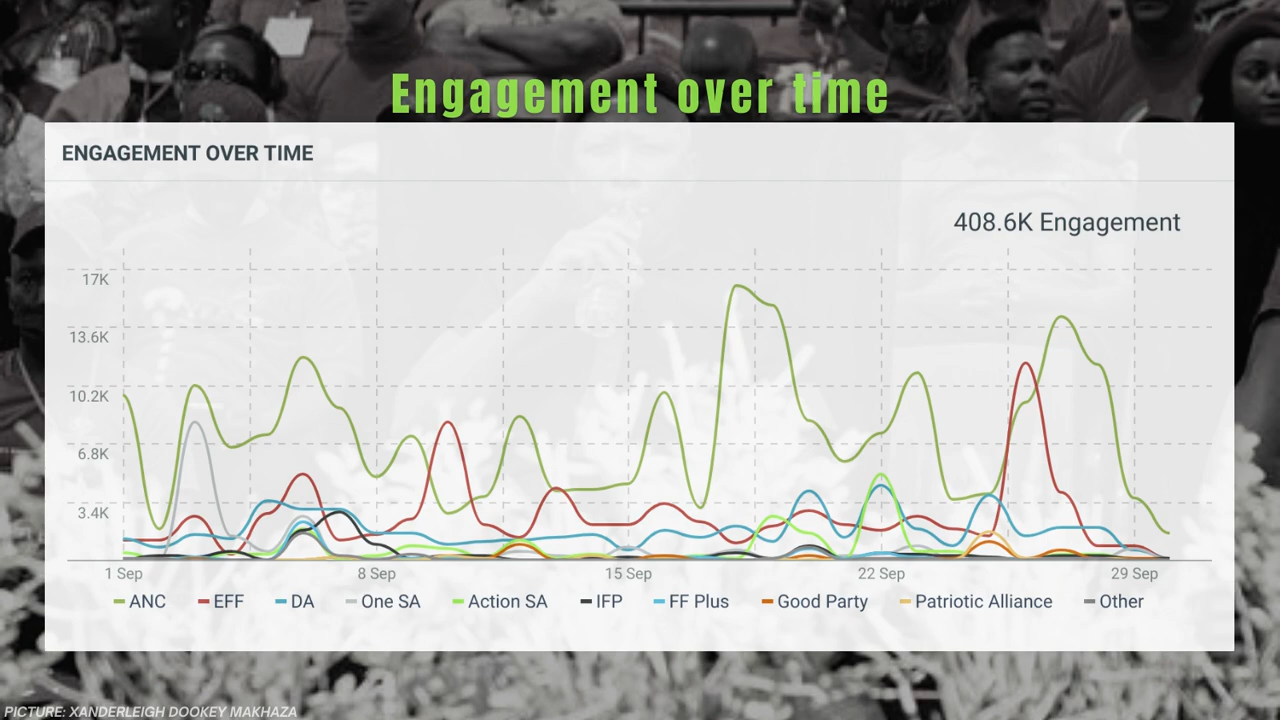 Engagement over time
ENGAGEMENT OVER TIME
408.6K Engagement
17K
13.6K
10.2K
6.8K
3.4K
1 Sep 8 Sep 15 Sep 22 Sep 29 Sep
ANC EFF DA One SA Action SA IFP FF Plus Good Party Patriotic Alliance Other
PICTURE: XANDERLEIGH DOOKEY MAKHAZA